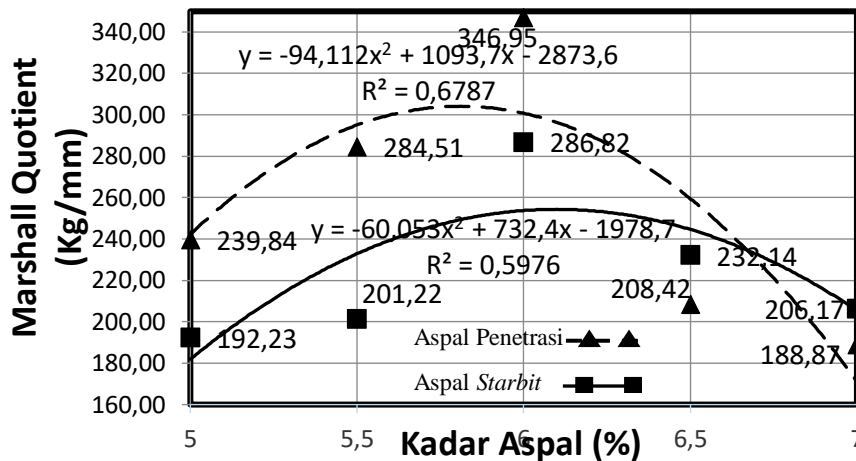 Marshall Quotient
(Kg/mm)
340,00
320,00
300,00
280,00
260,00
240,00
220,00
200,00
180,00
160,00
346,95
y = -94,112x² + 1093,7x - 2873,6
R² = 0,6787
284,51
286,82
239,84
y = -60,053x² + 732,4x - 1978,7
R² = 0,5976
232,14
201,22
208,42
206,17
192,23
188,87
Aspal Penetrasi
Aspal Starbit
5
5,5
6
6,5
7
Kadar Aspal (%)